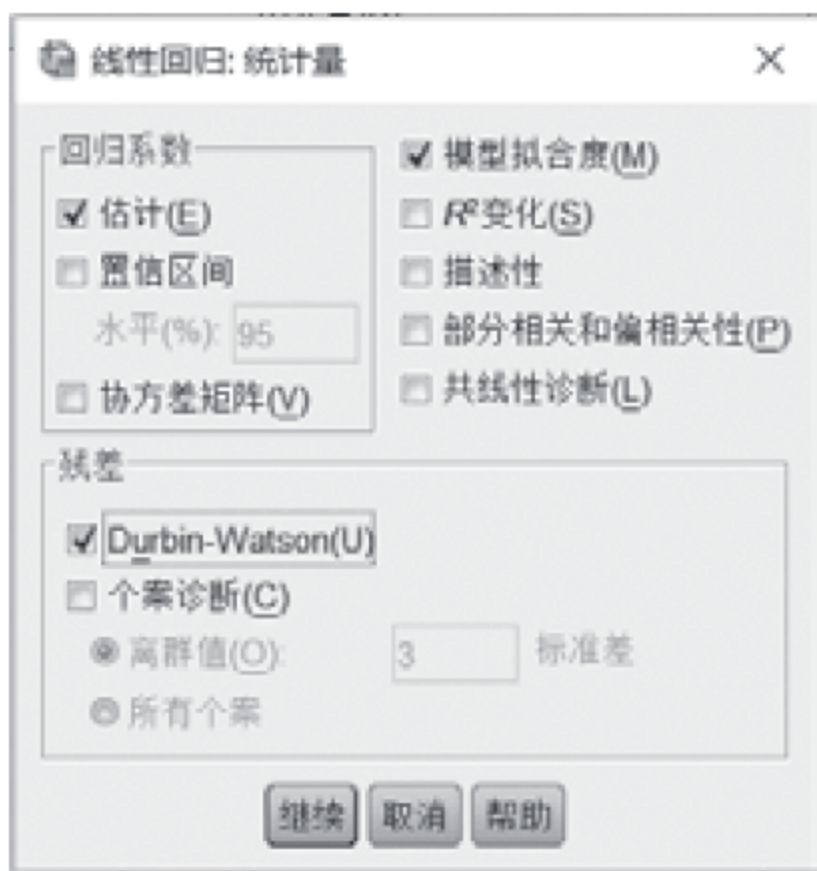 线性回归: 统计量
回归系数
估计(E)
置信区间
水平(%): 95
协方差矩阵(V)
模型拟合度(M)
R²变化(S)
描述性
部分相关和偏相关性(P)
共线性诊断(L)
残差
Durbin-Watson(U)
个案诊断(C)
离群值(O): 3 标准差
所有个案
继续 取消 帮助